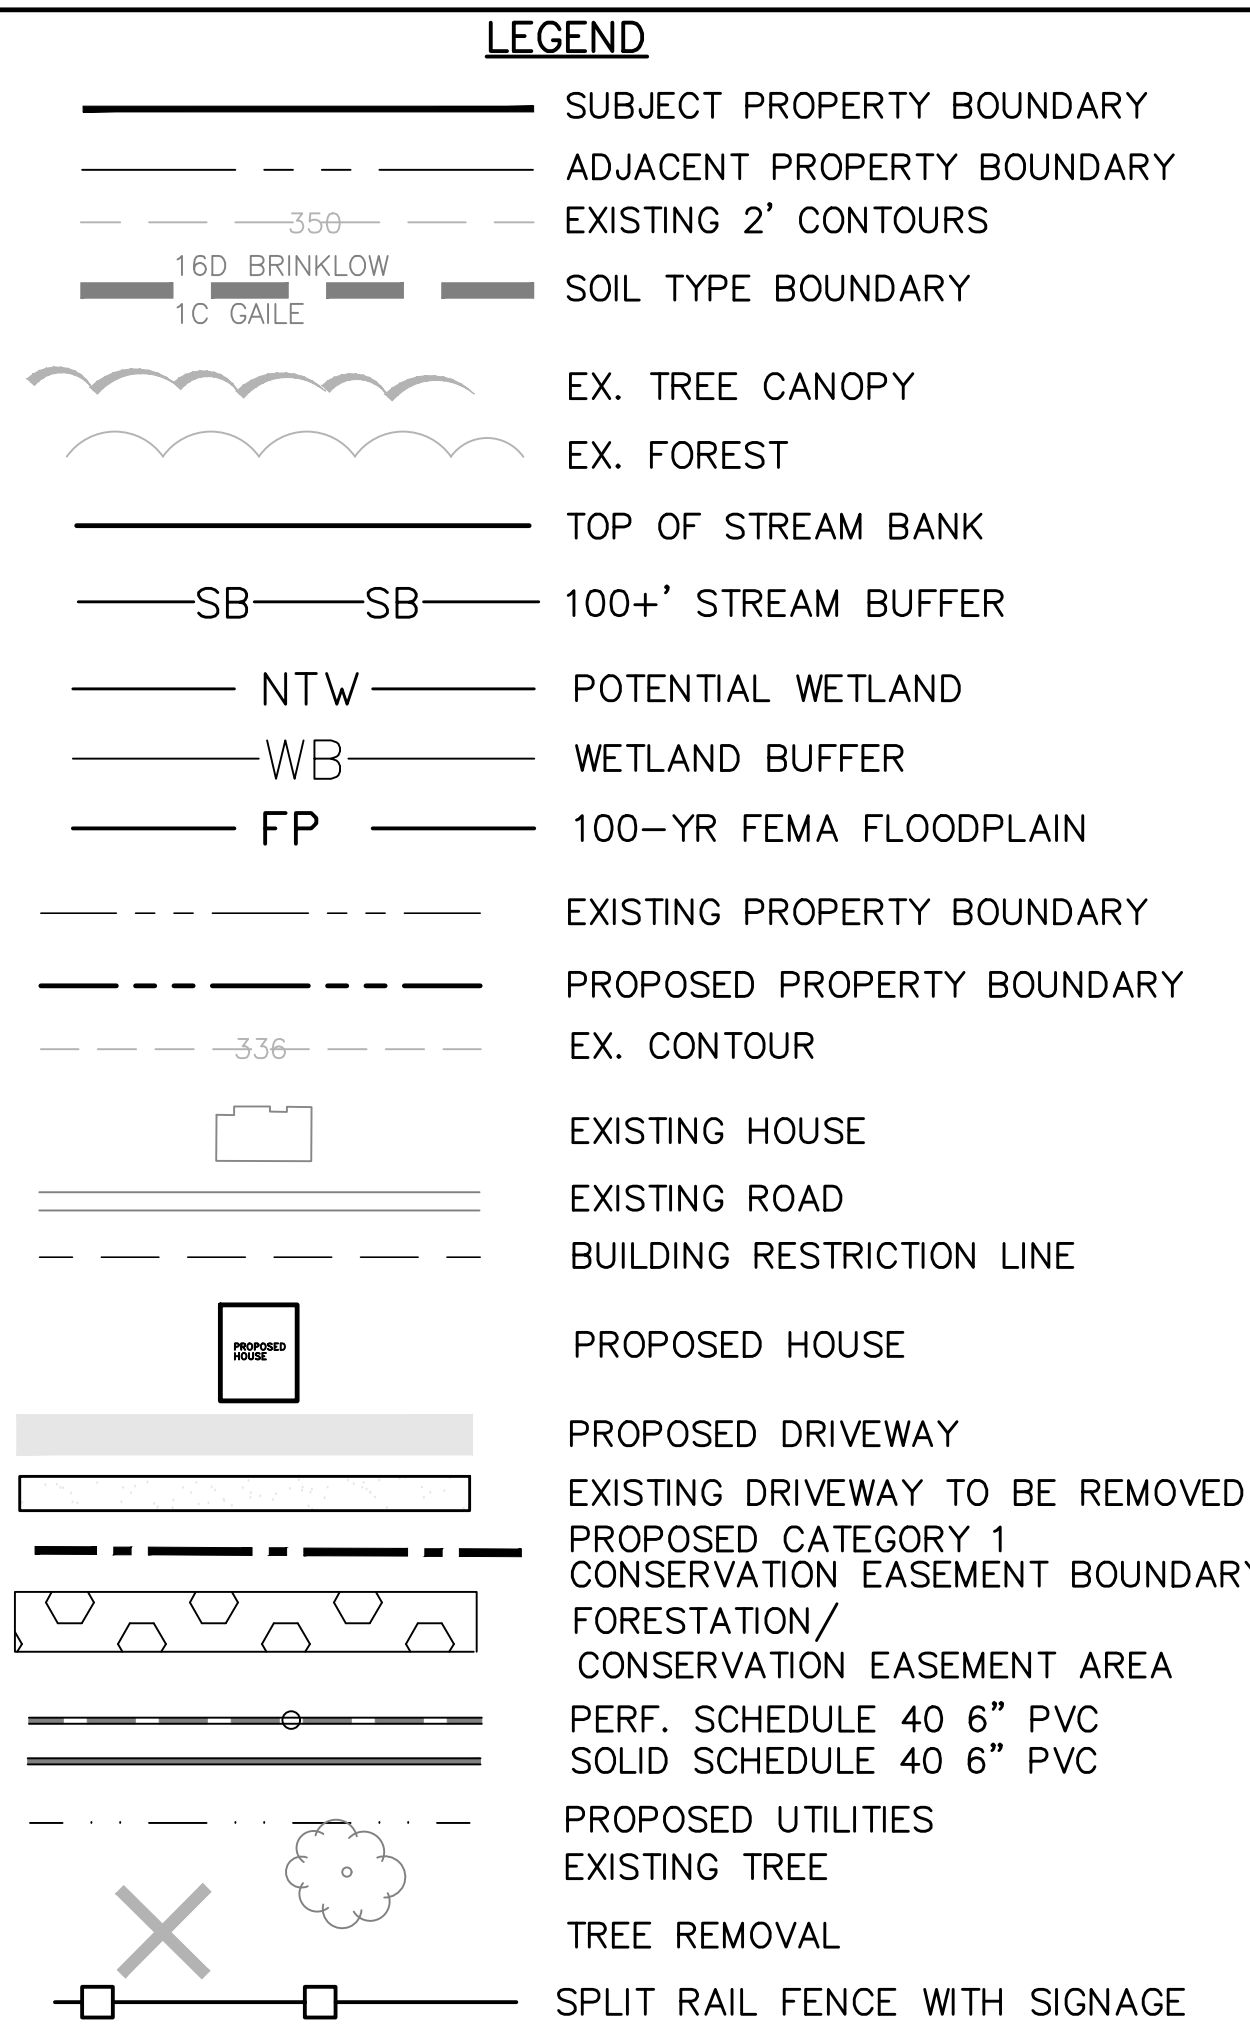 LEGEND
SUBJECT PROPERTY BOUNDARY
ADJACENT PROPERTY BOUNDARY
350 EXISTING 2' CONTOURS
16D BRINKLOW
SOIL TYPE BOUNDARY
1C GAILE
EX. TREE CANOPY
EX. FOREST
TOP OF STREAM BANK
SB SB 100+' STREAM BUFFER
NTW POTENTIAL WETLAND
WB WETLAND BUFFER
FP 100-YR FEMA FLOODPLAIN
EXISTING PROPERTY BOUNDARY
PROPOSED PROPERTY BOUNDARY
336 EX. CONTOUR
EXISTING HOUSE
EXISTING ROAD
BUILDING RESTRICTION LINE
PROPOSED
HOUSE
PROPOSED HOUSE
PROPOSED DRIVEWAY
EXISTING DRIVEWAY TO BE REMOVED
PROPOSED CATEGORY 1
CONSERVATION EASEMENT BOUNDARY
FORESTATION/
CONSERVATION EASEMENT AREA
PERF. SCHEDULE 40 6" PVC
SOLID SCHEDULE 40 6" PVC
PROPOSED UTILITIES
EXISTING TREE
TREE REMOVAL
SPLIT RAIL FENCE WITH SIGNAGE